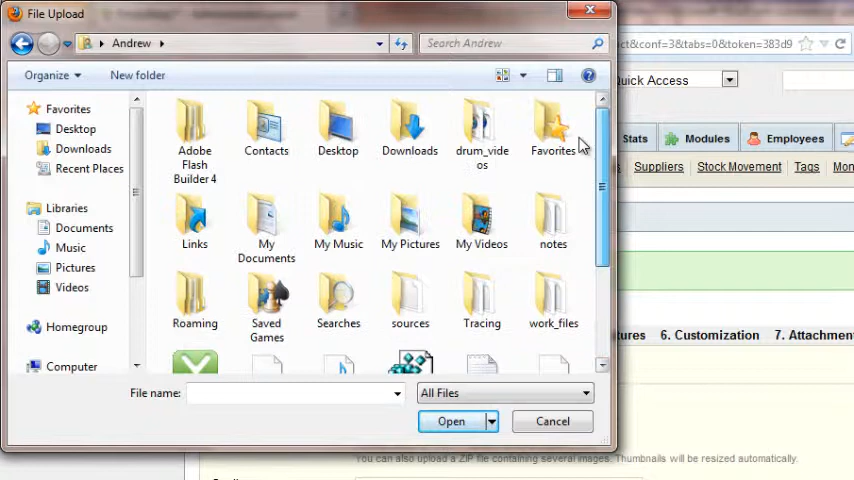 File Upload
Andrew
Search Andrew
ct&conf=3&tabs=0&token=383d9
Organize
New folder
Quick Access
Favorites
Desktop
Downloads
Recent Places
Libraries
Documents
Music
Pictures
Videos
Homegroup
Computer
Adobe
Flash
Builder 4
Contacts
Desktop
Downloads
drum_vide
os
Favorites
Links
My
Documents
My Music
My Pictures
My Videos
notes
Roaming
Saved
Games
Searches
sources
Tracing
work_files
Stats
Modules
Employees
Suppliers
Stock Movement
Tags
Mon
tures
6. Customization
7. Attachment
File name:
All Files
Open
Cancel
You can also upload a ZIP file containing several images. Thumbnails will be resized automatically.